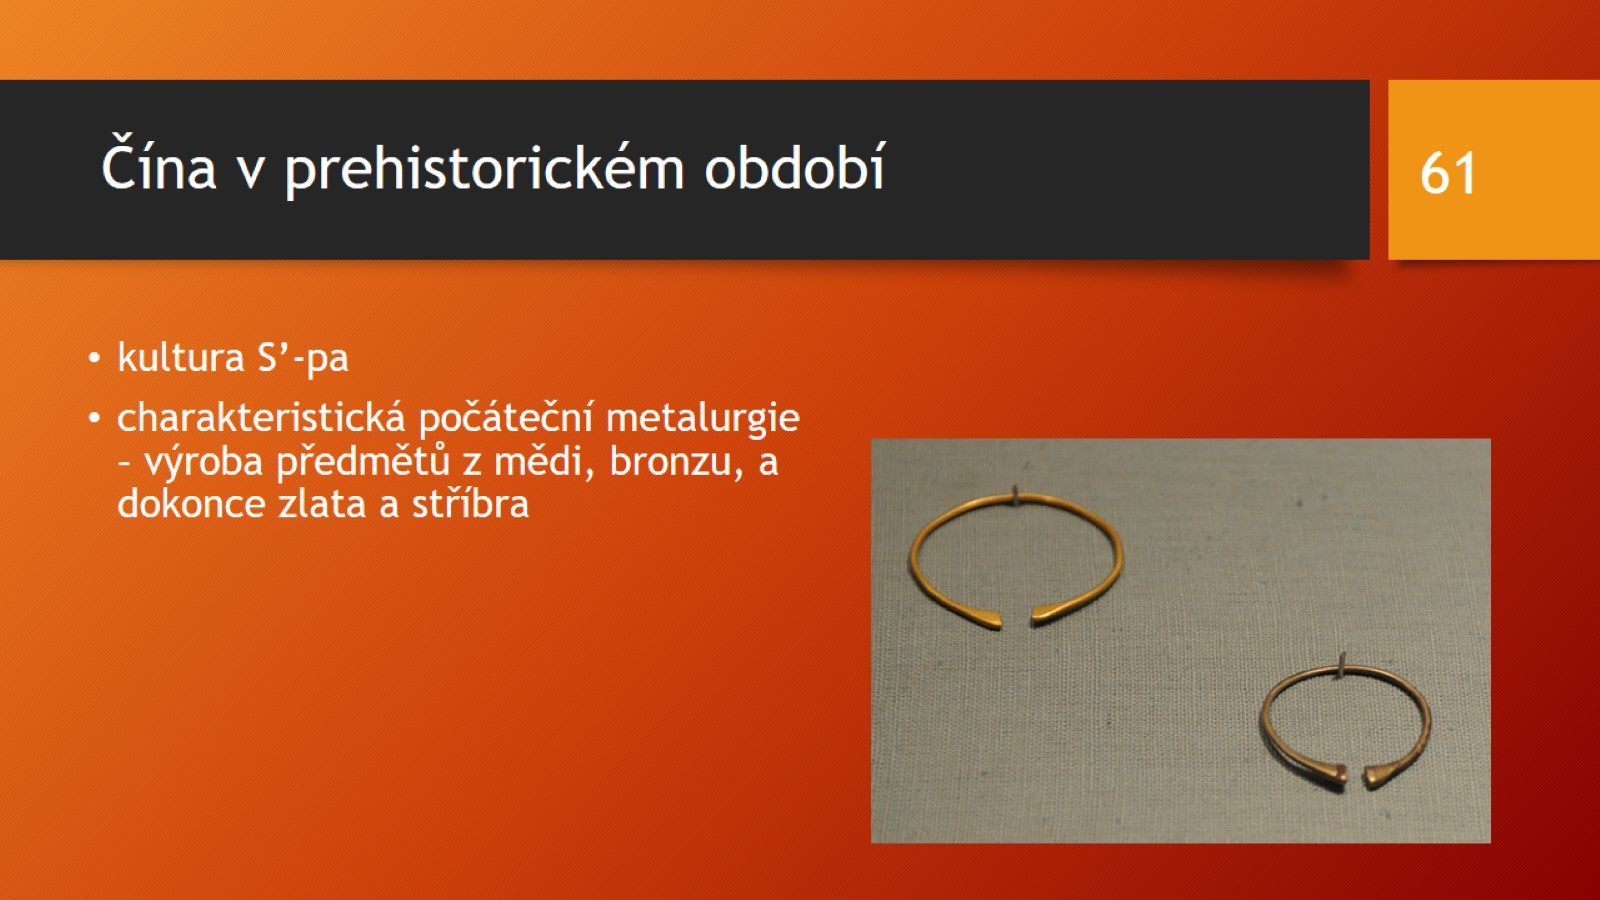 Čína v prehistorickém období
61
• kultura S’-pa
• charakteristická počáteční metalurgie
– výroba předmětů z mědi, bronzu, a
dokonce zlata a stříbra